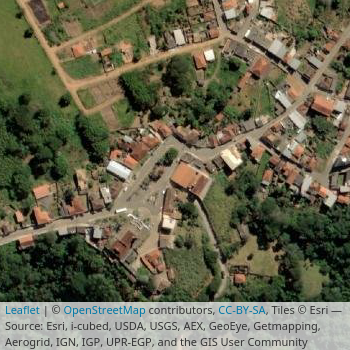 Leaflet | © OpenStreetMap contributors, CC-BY-SA, Tiles © Esri —
Source: Esri, i-cubed, USDA, USGS, AEX, GeoEye, Getmapping,
Aerogrid, IGN, IGP, UPR-EGP, and the GIS User Community